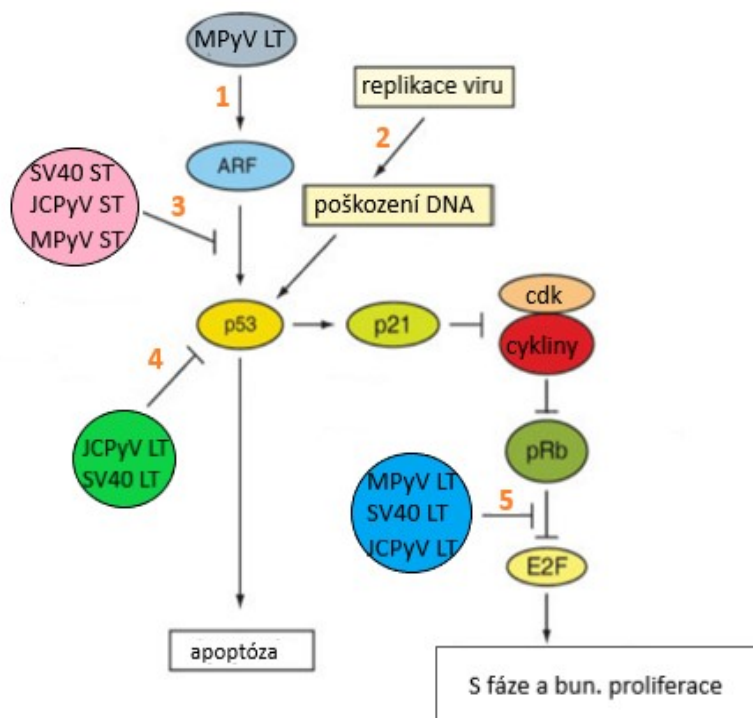 MPyV LT
1
replikace viru
2
ARF
SV40 ST
JCPyV ST
MPyV ST
3
poškození DNA
p53
p21
cdk
cykliny
4
JCPyV LT
SV40 LT
pRb
MPyV LT
SV40 LT
JCPyV LT
5
E2F
apoptóza
S fáze a bun. proliferace